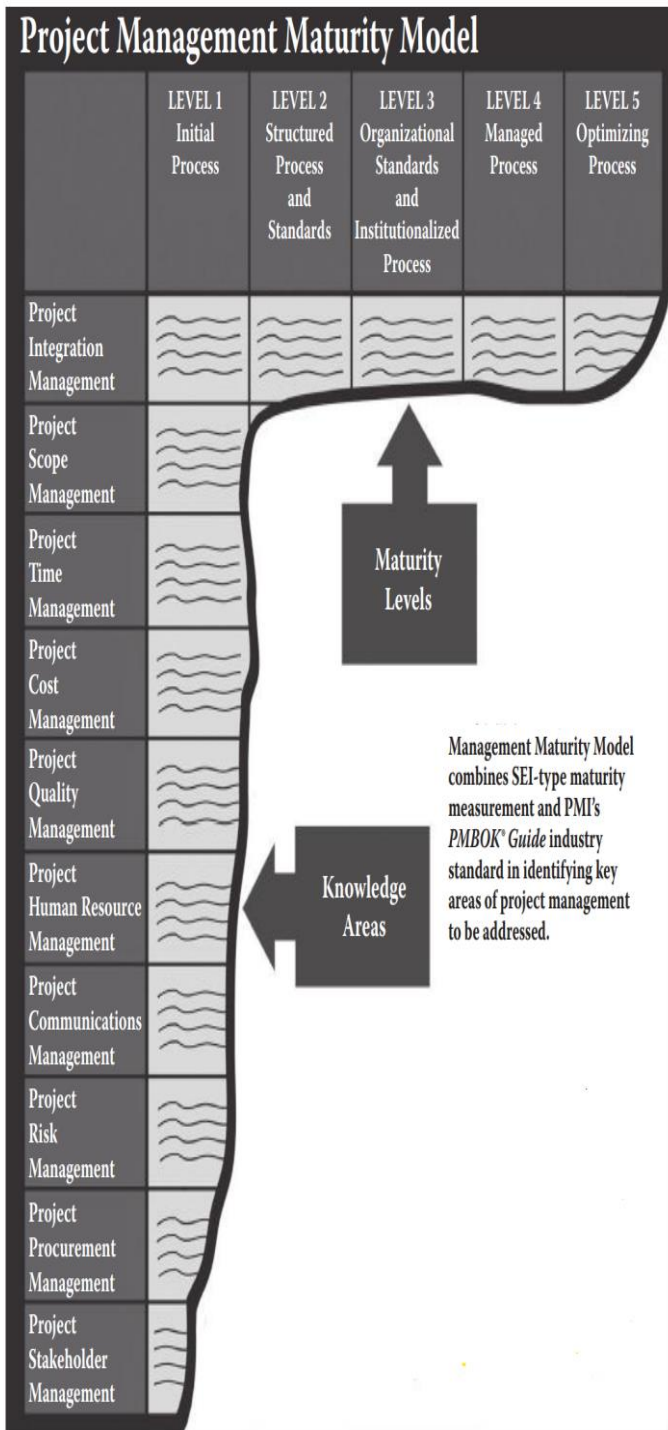 Project Management Maturity Model
LEVEL 1
Initial
Process
LEVEL 2
Structured
Process
and
Standards
LEVEL 3
Organizational
Standards
and
Institutionalized
Process
LEVEL 4
Managed
Process
LEVEL 5
Optimizing
Process
Project
Integration
Management
Project
Scope
Management
Project
Time
Management
Project
Cost
Management
Project
Quality
Management
Project
Human Resource
Management
Project
Communications
Management
Project
Risk
Management
Project
Procurement
Management
Project
Stakeholder
Management
Maturity
Levels
Knowledge
Areas
Management Maturity Model
combines SEI-type maturity
measurement and PMI's
PMBOK® Guide industry
standard in identifying key
areas of project management
to be addressed.